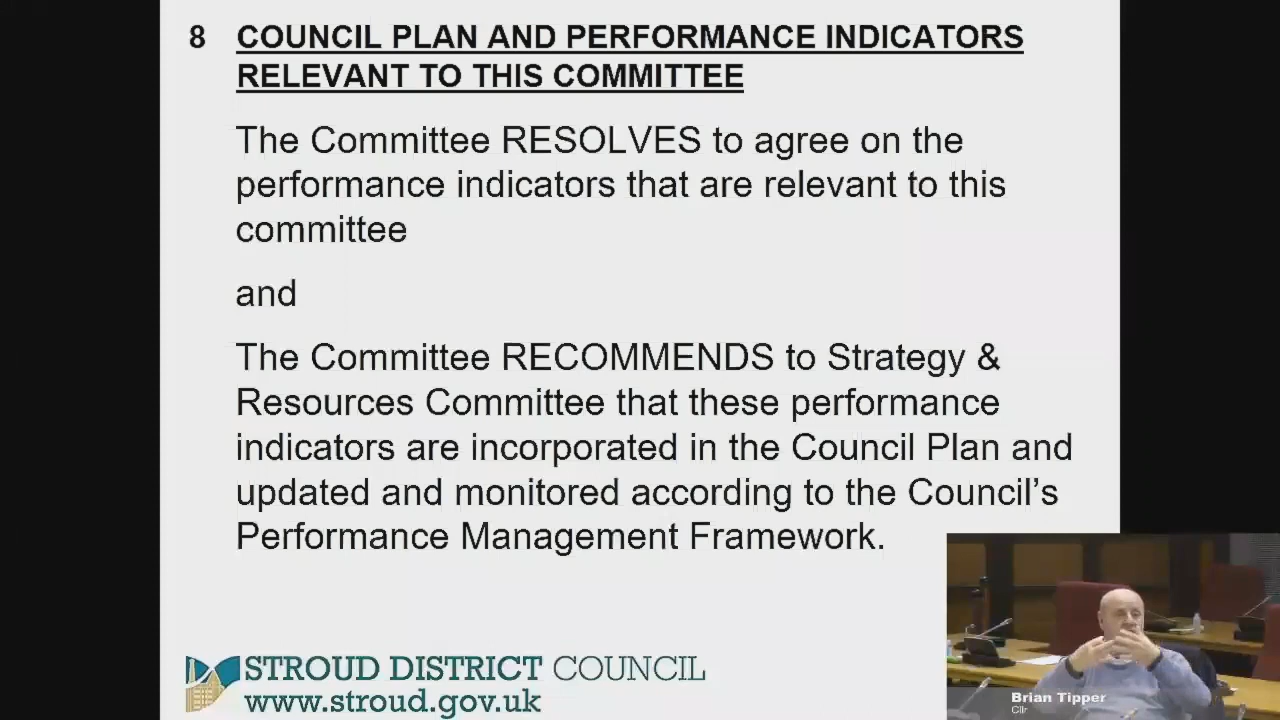 8 COUNCIL PLAN AND PERFORMANCE INDICATORS
RELEVANT TO THIS COMMITTEE
The Committee RESOLVES to agree on the
performance indicators that are relevant to this
committee
and
The Committee RECOMMENDS to Strategy &
Resources Committee that these performance
indicators are incorporated in the Council Plan and
updated and monitored according to the Council’s
Performance Management Framework.
STROUD DISTRICT COUNCIL
www.stroud.gov.uk
Brian Tipper
Cllr